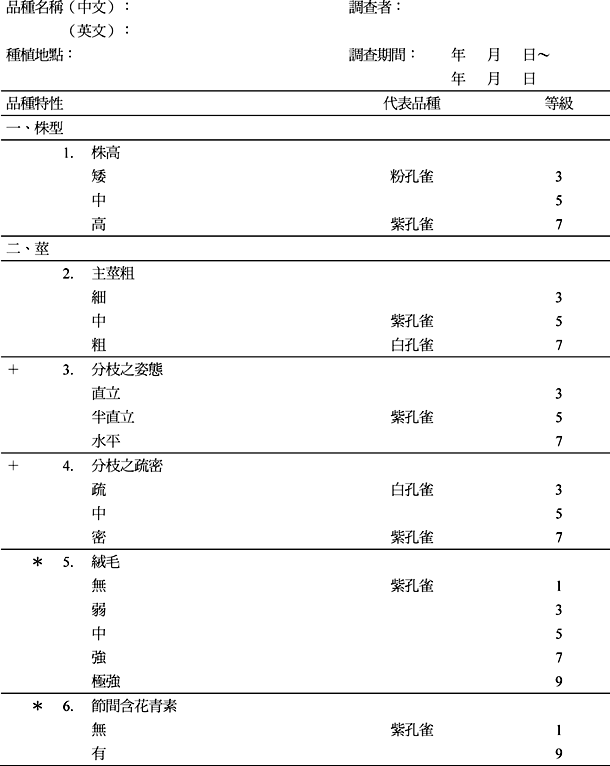 品種名稱（中文）： 調查者：
（英文）：
種植地點： 調查期間： 年 月 日～
年 月 日
品種特性 代表品種 等級
一、株型
1. 株高
矮 粉孔雀 3
中 5
高 紫孔雀 7
二、莖
2. 主莖粗
細 3
中 紫孔雀 5
粗 白孔雀 7
＋ 3. 分枝之姿態
直立 3
半直立 紫孔雀 5
水平 7
＋ 4. 分枝之疏密
疏 白孔雀 3
中 5
密 紫孔雀 7
＊ 5. 絨毛
無 紫孔雀 1
弱 3
中 5
強 7
極強 9
＊ 6. 節間含花青素
無 紫孔雀 1
有 9